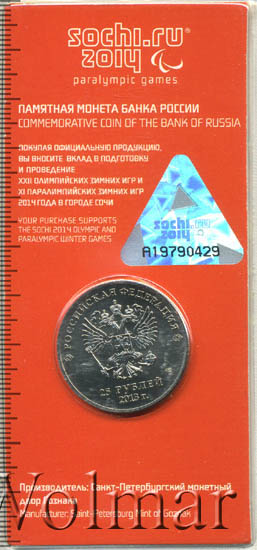 sochi.ru
2014
paralympic games
ПАМЯТНАЯ МОНЕТА БАНКА РОССИИ
COMMEMORATIVE COIN OF THE BANK OF RUSSIA
ПОКУПАЯ ОФИЦИАЛЬНУЮ ПРОДУКЦИЮ,
ВЫ ВНОСИТЕ ВКЛАД В ПОДГОТОВКУ
И ПРОВЕДЕНИЕ
XXII ОЛИМПИЙСКИХ ЗИМНИХ ИГР И
XI ПАРАЛИМПИЙСКИХ ЗИМНИХ ИГР
2014 ГОДА В ГОРОДЕ СОЧИ
YOUR PURCHASE SUPPORTS
THE SOCHI 2014 OLYMPIC AND
PARALYMPIC WINTER GAMES
sochi
2014
A19790429
РОССИЙСКАЯ ФЕДЕРАЦИЯ
25 РУБЛЕЙ
2013 г.
Производитель: Санкт-Петербургский монетный
двор Гознака
Manufacturer: Saint-Petersburg Mint of Goznak
Wolmar